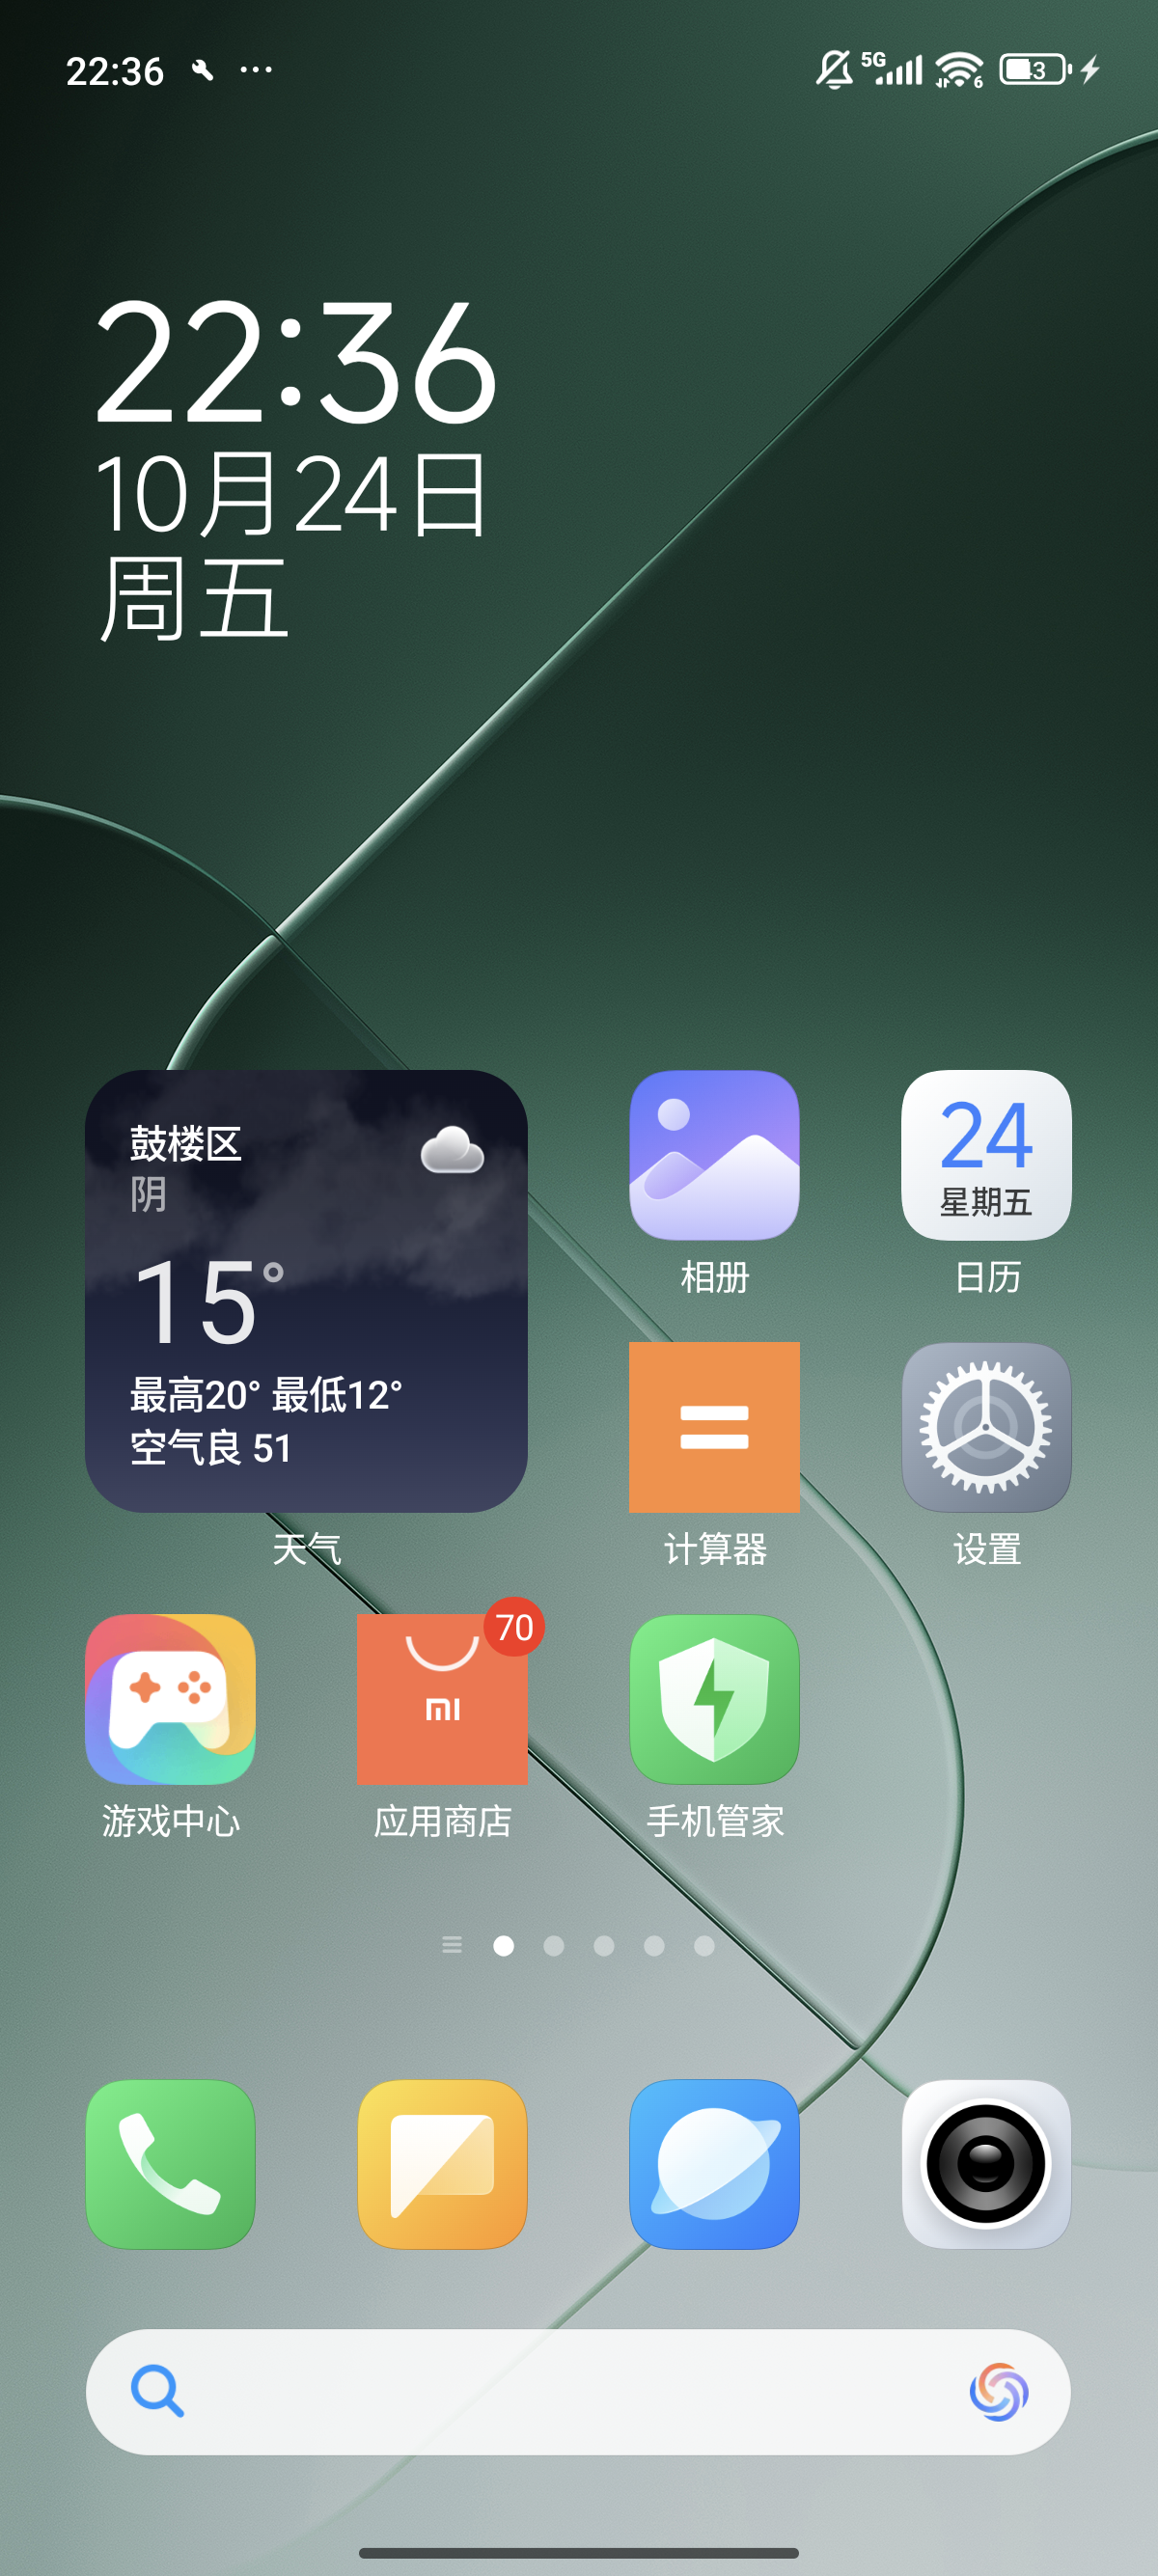 22:36
5G
6
43
22:36
10月24日
周五
鼓楼区
阴
15°
最高20° 最低12°
空气良 51
天气
相册
24
星期五
日历
计算器
设置
游戏中心
70
mi
应用商店
手机管家